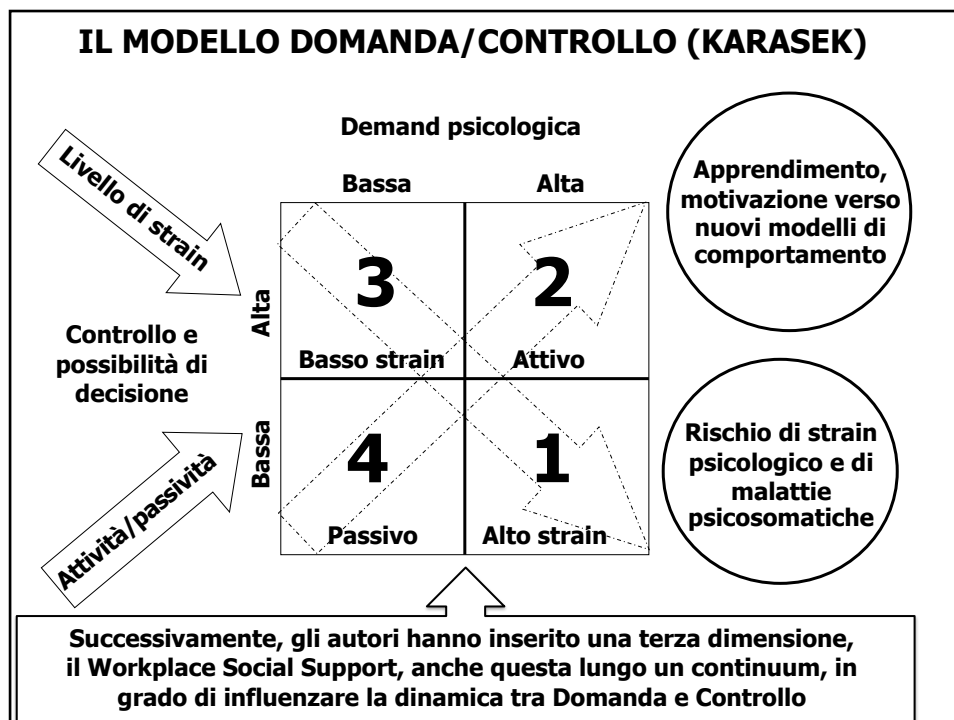 IL MODELLO DOMANDA/CONTROLLO (KARASEK)
Demand psicologica
Bassa
Alta
Livello di strain
Attività/passività
Controllo e
possibilità di
decisione
Alta
Bassa
3
Basso strain
2
Attivo
4
Passivo
1
Alto strain
Apprendimento,
motivazione verso
nuovi modelli di
comportamento
Rischio di strain
psicologico e di
malattie
psicosomatiche
Successivamente, gli autori hanno inserito una terza dimensione,
il Workplace Social Support, anche questa lungo un continuum, in
grado di influenzare la dinamica tra Domanda e Controllo